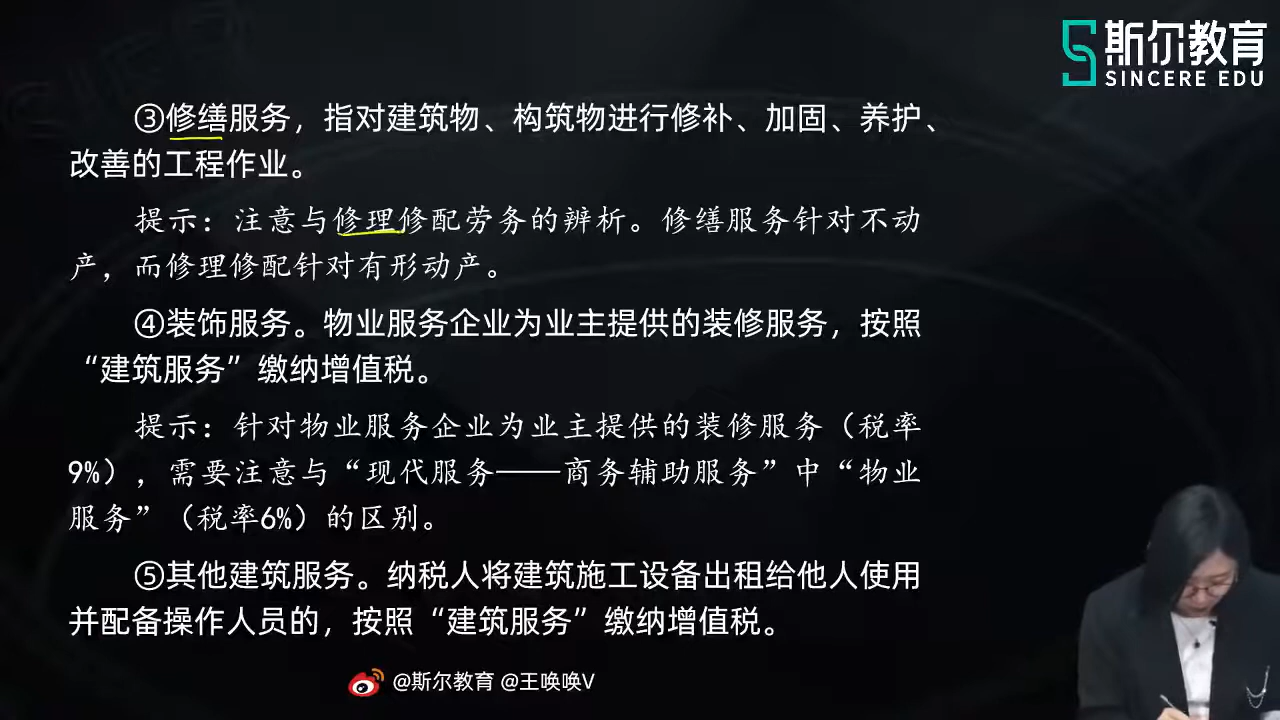 斯尔教育
SINCERE EDU
③修缮服务，指对建筑物、构筑物进行修补、加固、养护、
改善的工程作业。
提示：注意与修理修配劳务的辨析。修缮服务针对不动
产，而修理修配针对有形动产。
④装饰服务。物业服务企业为业主提供的装修服务，按照
“建筑服务”缴纳增值税。
提示：针对物业服务企业为业主提供的装修服务（税率
9%），需要注意与“现代服务——商务辅助服务”中“物业
服务”（税率6%）的区别。
⑤其他建筑服务。纳税人将建筑施工设备出租给他人使用
并配备操作人员的，按照“建筑服务”缴纳增值税。
@斯尔教育 @王唤唤V